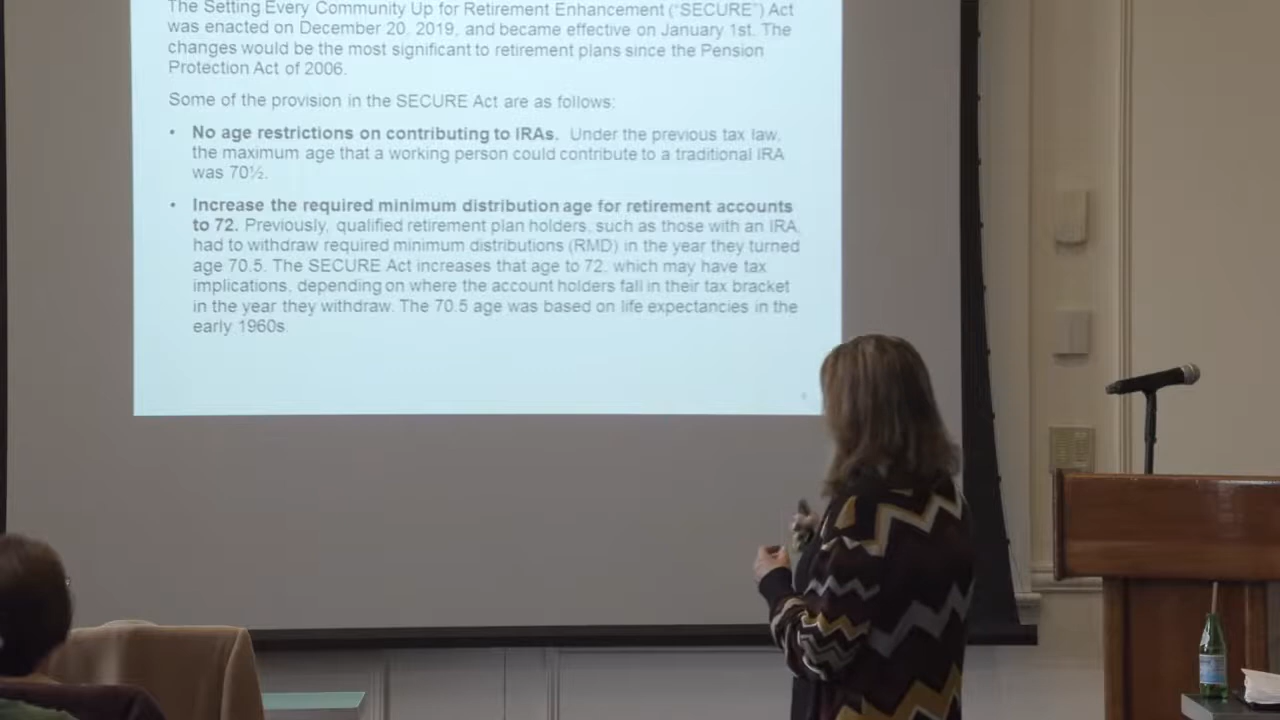 The Setting Every Community Up for Retirement Enhancement ("SECURE") Act
was enacted on December 20, 2019, and became effective on January 1st. The
changes would be the most significant to retirement plans since the Pension
Protection Act of 2006.
Some of the provision in the SECURE Act are as follows:
• No age restrictions on contributing to IRAs. Under the previous tax law,
the maximum age that a working person could contribute to a traditional IRA
was 70½.
• Increase the required minimum distribution age for retirement accounts
to 72. Previously, qualified retirement plan holders, such as those with an IRA,
had to withdraw required minimum distributions (RMD) in the year they turned
age 70.5. The SECURE Act increases that age to 72, which may have tax
implications, depending on where the account holders fall in their tax bracket
in the year they withdraw. The 70.5 age was based on life expectancies in the
early 1960s.